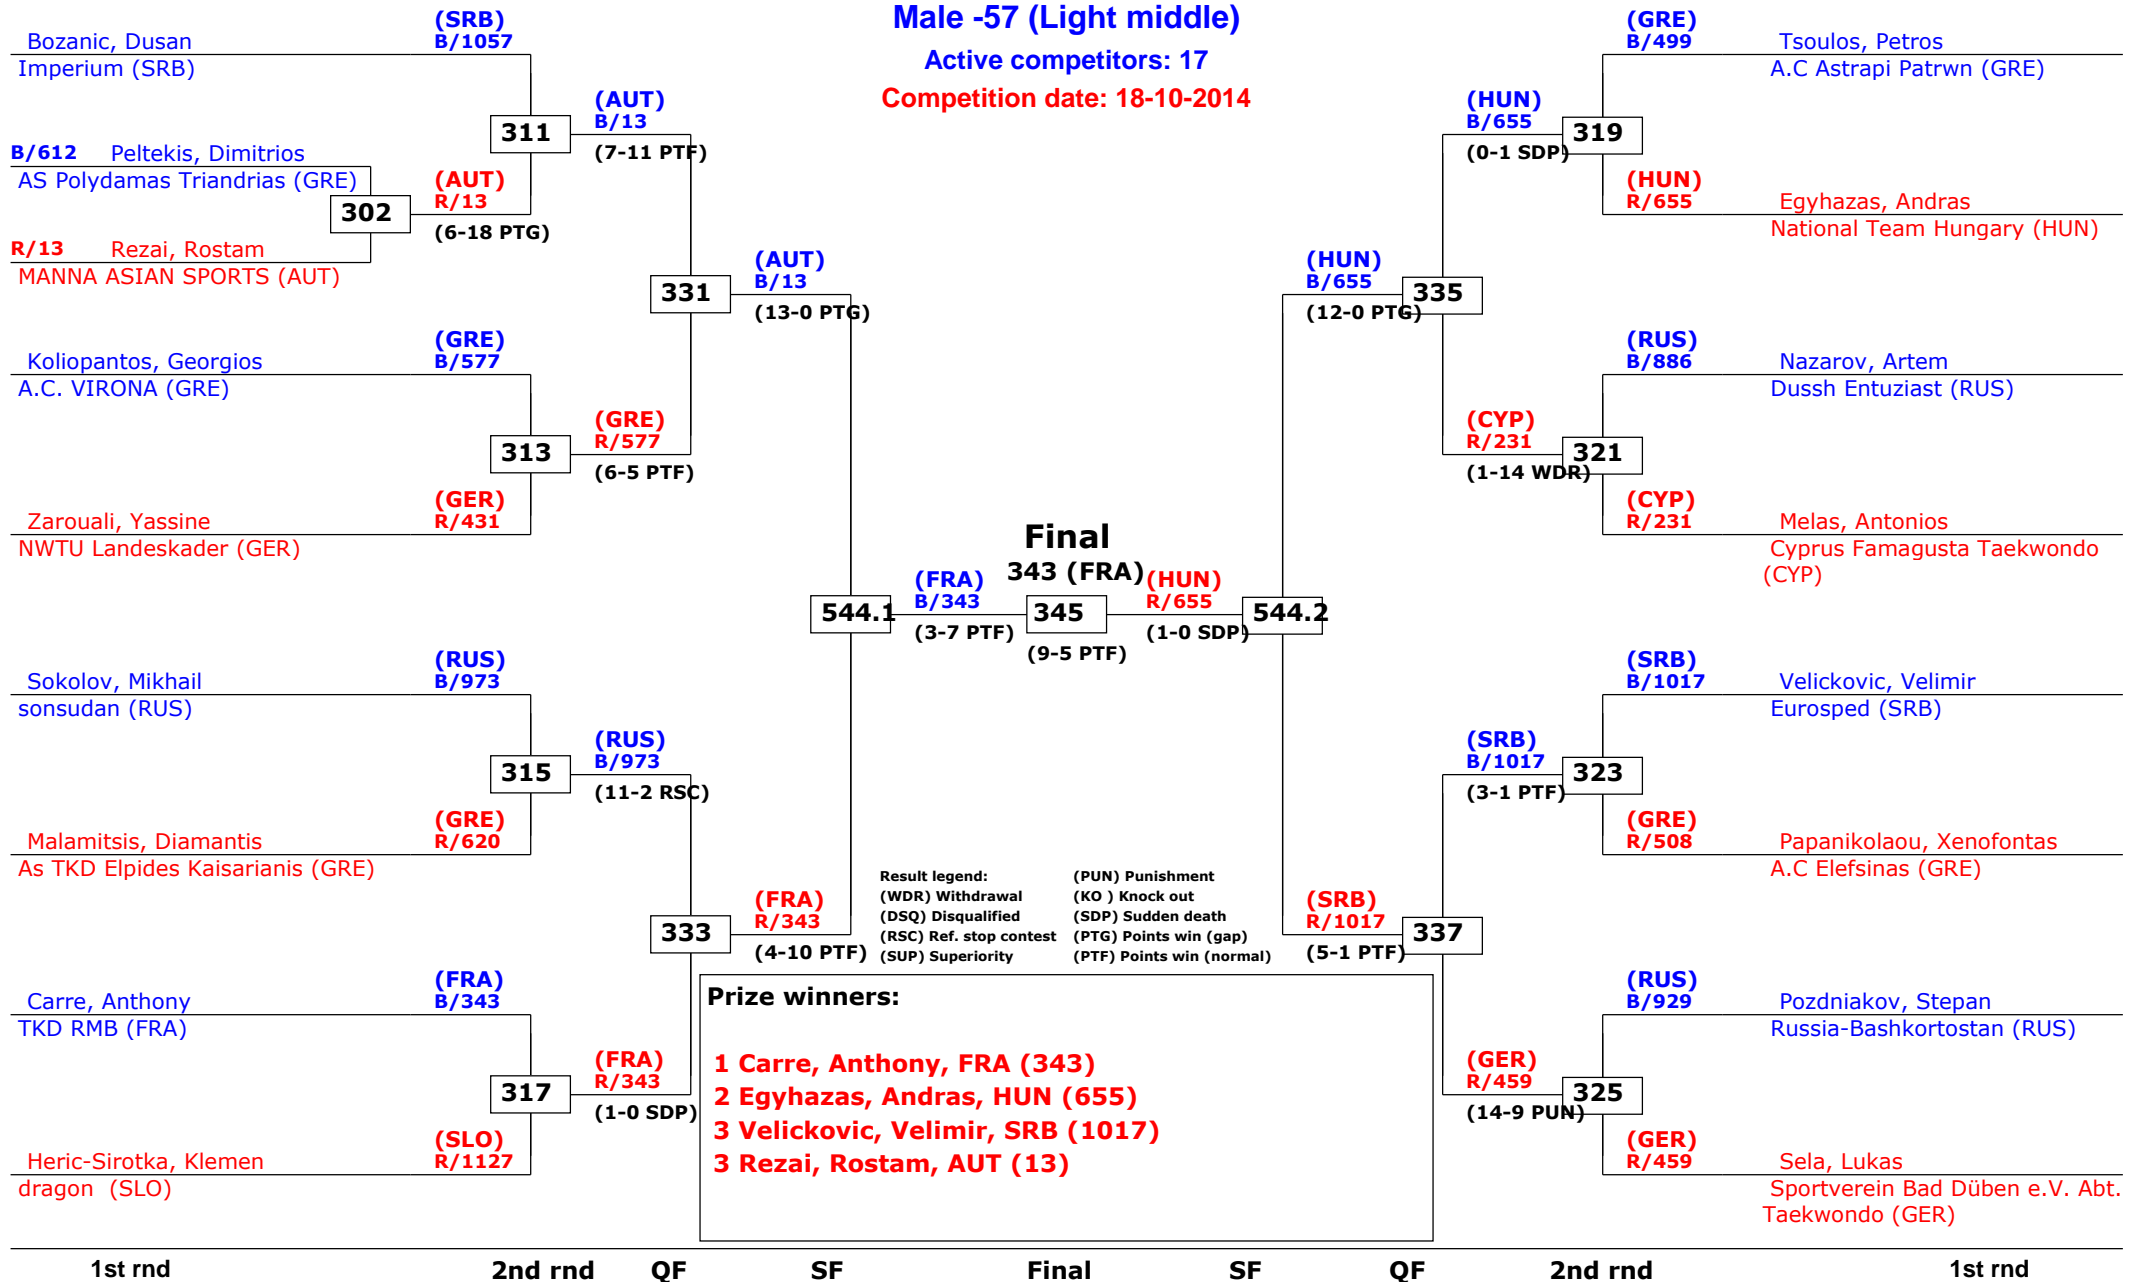 Male -57 (Light middle)
Active competitors: 17
Competition date: 18-10-2014
(SRB)
B/1057
Bozanic, Dusan
Imperium (SRB)
311
(AUT)
B/13
(7-11 PTF)
B/612 Peltekis, Dimitrios
AS Polydamas Triandrias (GRE)
302
(AUT)
R/13
(6-18 PTG)
R/13 Rezai, Rostam
MANNA ASIAN SPORTS (AUT)
331
(AUT)
B/13
(13-0 PTG)
(GRE)
B/577
Koliopantos, Georgios
A.C. VIRONA (GRE)
313
(GRE)
R/577
(6-5 PTF)
(GER)
R/431
Zarouali, Yassine
NWTU Landeskader (GER)
544.1
(FRA)
B/343
(3-7 PTF)
(RUS)
B/973
Sokolov, Mikhail
sonsudan (RUS)
315
(RUS)
B/973
(11-2 RSC)
(GRE)
R/620
Malamitsis, Diamantis
As TKD Elpides Kaisarianis (GRE)
333
(FRA)
R/343
(4-10 PTF)
(FRA)
B/343
Carre, Anthony
TKD RMB (FRA)
317
(FRA)
R/343
(1-0 SDP)
(SLO)
R/1127
Heric-Sirotka, Klemen
dragon (SLO)
Final
343 (FRA)
345
(9-5 PTF)
(HUN)
R/655
(1-0 SDP)
544.2
(GRE)
B/499
Tsoulos, Petros
A.C Astrapi Patrwn (GRE)
(HUN)
B/655
(0-1 SDP)
319
(HUN)
R/655
Egyhazas, Andras
National Team Hungary (HUN)
(HUN)
B/655
(12-0 PTG)
335
(RUS)
B/886
Nazarov, Artem
Dussh Entuziast (RUS)
(CYP)
R/231
(1-14 WDR)
321
(CYP)
R/231
Melas, Antonios
Cyprus Famagusta Taekwondo
(CYP)
(SRB)
B/1017
Velickovic, Velimir
Eurosped (SRB)
(SRB)
B/1017
(3-1 PTF)
323
(GRE)
R/508
Papanikolaou, Xenofontas
A.C Elefsinas (GRE)
(SRB)
R/1017
(5-1 PTF)
337
(RUS)
B/929
Pozdniakov, Stepan
Russia-Bashkortostan (RUS)
(GER)
R/459
(14-9 PUN)
325
(GER)
R/459
Sela, Lukas
Sportverein Bad Düben e.V. Abt.
Taekwondo (GER)
Result legend: (PUN) Punishment
(WDR) Withdrawal (KO ) Knock out
(DSQ) Disqualified (SDP) Sudden death
(RSC) Ref. stop contest (PTG) Points win (gap)
(SUP) Superiority (PTF) Points win (normal)
Prize winners:
1 Carre, Anthony, FRA (343)
2 Egyhazas, Andras, HUN (655)
3 Velickovic, Velimir, SRB (1017)
3 Rezai, Rostam, AUT (13)
1st rnd 2nd rnd QF SF Final SF QF 2nd rnd 1st rnd